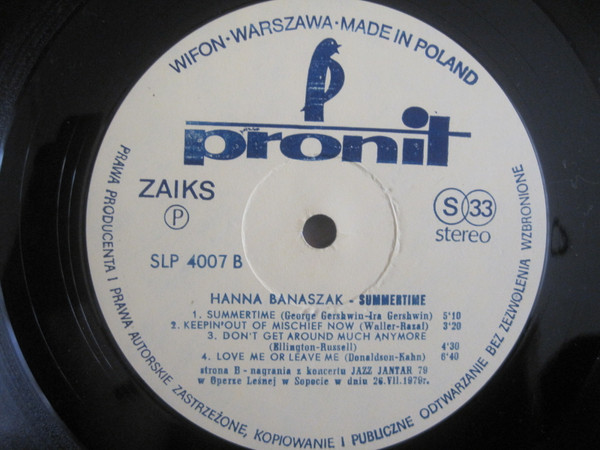 WIFON·WARSZAWA·MADE IN POLAND
pronit
ZAIKS
P
S 33
stereo
SLP 4007 B
HANNA BANASZAK - SUMMERTIME
1. SUMMERTIME (George Gershwin-Ira Gershwin) 5'10
2. KEEPIN'OUT OF MISCHIEF NOW (Waller-Razal) 3'20
3. DON'T GET AROUND MUCH ANYMORE
(Ellington-Russell) 4'30
4. LOVE ME OR LEAVE ME (Donaldson-Kahn) 6'40
strona B - nagrania z koncertu JAZZ JANTAR 79
w Operze Leśnej w Sopocie w dniu 26.VII.1979r.
PRAWA PRODUCENTA I PRAWA AUTORSKIE ZASTRZEŻONE, KOPIOWANIE I PUBLICZNE ODTWARZANIE BEZ ZEZWOLENIA WZBRONIONE